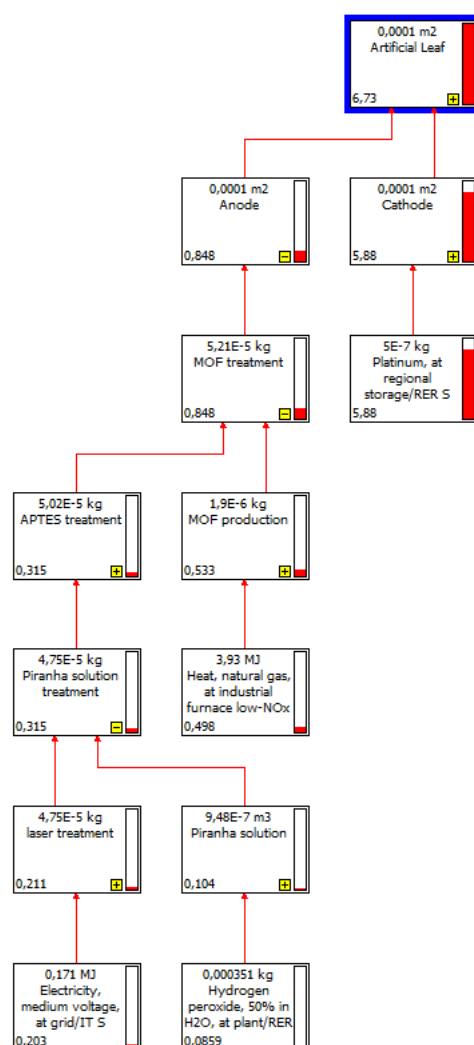 0,0001 m2
Artificial Leaf
6,73
0,0001 m2
Anode
0,848
0,0001 m2
Cathode
5,88
5,21E-5 kg
MOF treatment
0,848
5E-7 kg
Platinum, at
regional
storage/RER S
5,88
5,02E-5 kg
APTES treatment
0,315
1,9E-6 kg
MOF production
0,533
4,75E-5 kg
Piranha solution
treatment
0,315
3,93 MJ
Heat, natural gas,
at industrial
furnace low-NOx
0,498
4,75E-5 kg
laser treatment
0,211
9,48E-7 m3
Piranha solution
0,104
0,171 MJ
Electricity,
medium voltage,
at grid/IT S
0,203
0,000351 kg
Hydrogen
peroxide, 50% in
H2O, at plant/RER
0,0859